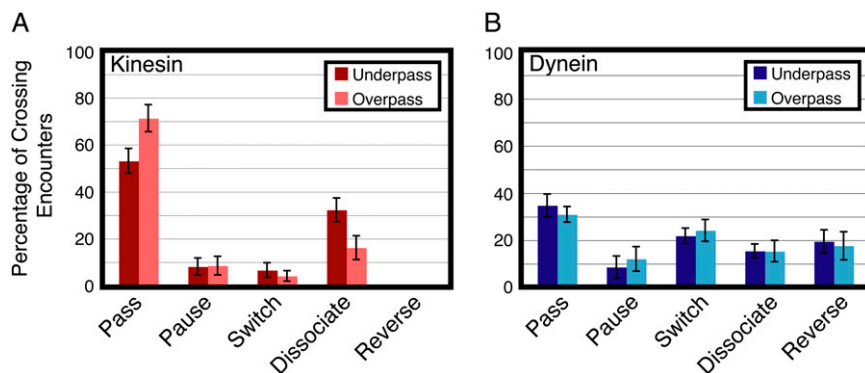 A
Percentage of Crossing
Encounters
100
80
60
40
20
0
Kinesin
Underpass
Overpass
Pass
Pause
Switch
Dissociate
Reverse
B
100
80
60
40
20
0
Dynein
Underpass
Overpass
Pass
Pause
Switch
Dissociate
Reverse